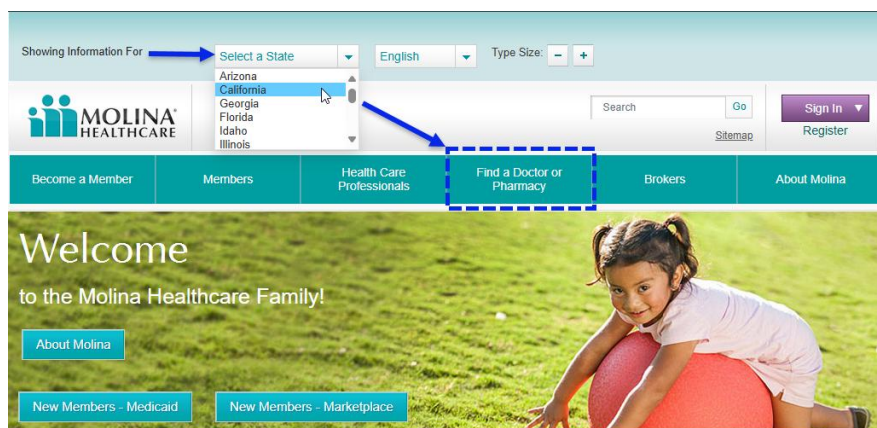 Showing Information For
Select a State
English
Type Size: - +
Arizona
California
Georgia
Florida
Idaho
Illinois
MOLINA®
HEALTHCARE
Search
Go
Sitemap
Sign In
Register
Become a Member
Members
Health Care
Professionals
Find a Doctor or
Pharmacy
Brokers
About Molina
Welcome
to the Molina Healthcare Family!
About Molina
New Members - Medicaid
New Members - Marketplace